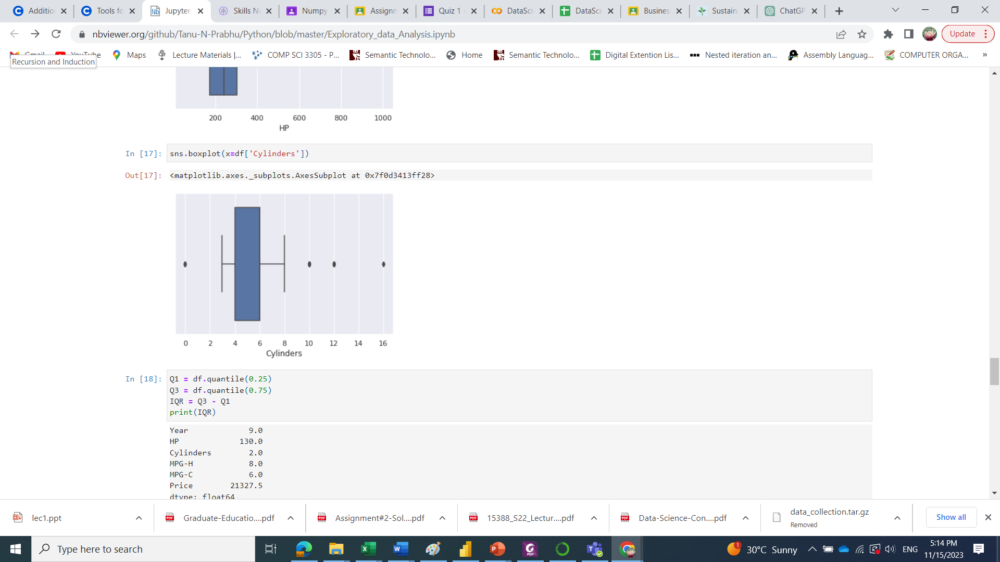 Additio
Tools fo
Jupyter
Skills N
Numpy
Assignm
Quiz 1 -
DataSci
DataSci
Busines
Sustain
ChatGP
nbviewer.org/github/Tanu-N-Prabhu/Python/blob/master/Exploratory_data_Analysis.ipynb
Update
Gmail
YouTube
Maps
Lecture Materials |...
COMP SCI 3305 - P...
Semantic Technolo...
Home
Semantic Technolo...
Digital Extention Lis...
Nested iteration an...
Assembly Languag...
COMPUTER ORGA...
»
Recursion and Induction
200 400 600 800 1000
HP
In [17]: sns.boxplot(x=df['Cylinders'])
Out[17]: <matplotlib.axes._subplots.AxesSubplot at 0x7f0d3413ff28>
0 2 4 6 8 10 12 14 16
Cylinders
In [18]: Q1 = df.quantile(0.25)
Q3 = df.quantile(0.75)
IQR = Q3 - Q1
print(IQR)
Year 9.0
HP 130.0
Cylinders 2.0
MPG-H 8.0
MPG-C 6.0
Price 21327.5
dtype: float64
lec1.ppt
Graduate-Educatio....pdf
Assignment#2-Sol....pdf
15388_S22_Lectur....pdf
Data-Science-Con....pdf
data_collection.tar.gz
Removed
Show all
Type here to search
30°C Sunny
ENG
5:14 PM
11/15/2023